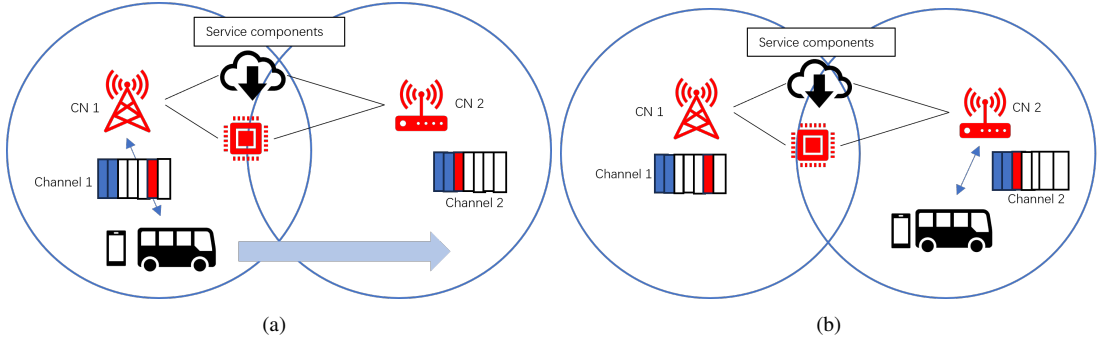 Service components
CN 1
CN 2
Channel 1
Channel 2
(a)
Service components
CN 1
CN 2
Channel 1
Channel 2
(b)